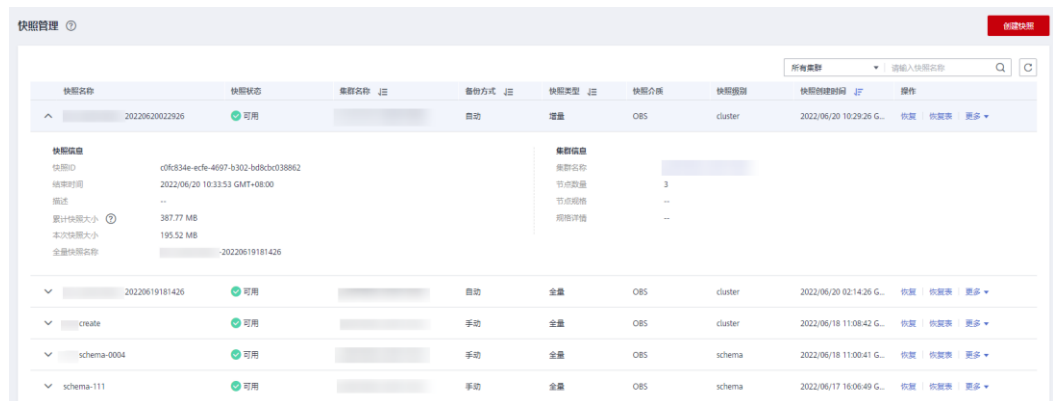 快照管理 ?
创建快照
所有集群 请输入快照名称
快照名称 快照状态 集群名称 备份方式 快照类型 快照介质 快照级别 快照创建时间 操作
20220620022926 可用 自动 增量 OBS cluster 2022/06/20 10:29:26 G... 恢复 恢复表 更多
快照信息 集群信息
快照ID c0fc834e-ecfe-4697-b302-bd8cbc038862 集群名称
结束时间 2022/06/20 10:33:53 GMT+08:00 节点数量 3
描述 -- 节点规格 --
累计快照大小 ? 387.77 MB 规格详情 --
本次快照大小 195.52 MB
全量快照名称 -20220619181426
20220619181426 可用 自动 全量 OBS cluster 2022/06/20 02:14:26 G... 恢复 恢复表 更多
create 可用 手动 全量 OBS cluster 2022/06/18 11:08:42 G... 恢复 恢复表 更多
schema-0004 可用 手动 全量 OBS schema 2022/06/18 11:00:41 G... 恢复 恢复表 更多
schema-111 可用 手动 全量 OBS schema 2022/06/17 16:06:49 G... 恢复 恢复表 更多